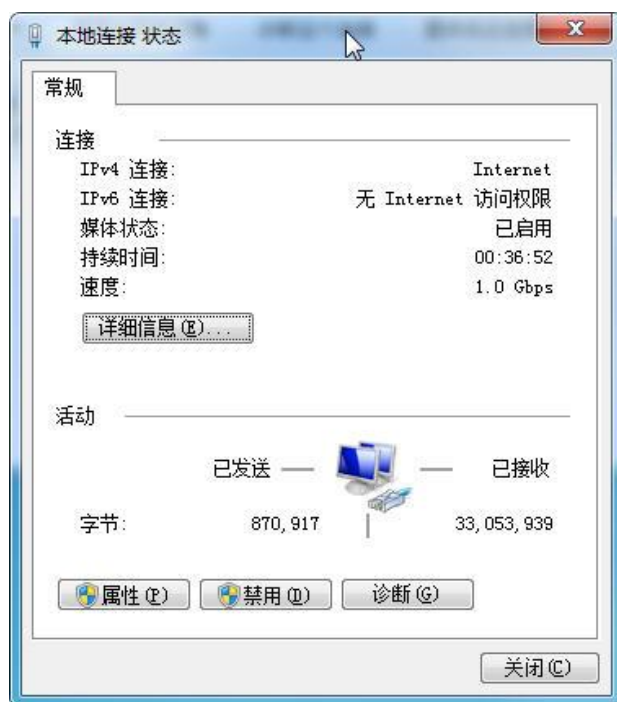 本地连接 状态
常规
连接
IPv4 连接: Internet
IPv6 连接: 无 Internet 访问权限
媒体状态: 已启用
持续时间: 00:36:52
速度: 1.0 Gbps
详细信息(E)...
活动
已发送 — — 已接收
字节: 870,917 | 33,053,939
属性(P) 禁用(D) 诊断(G)
关闭(C)